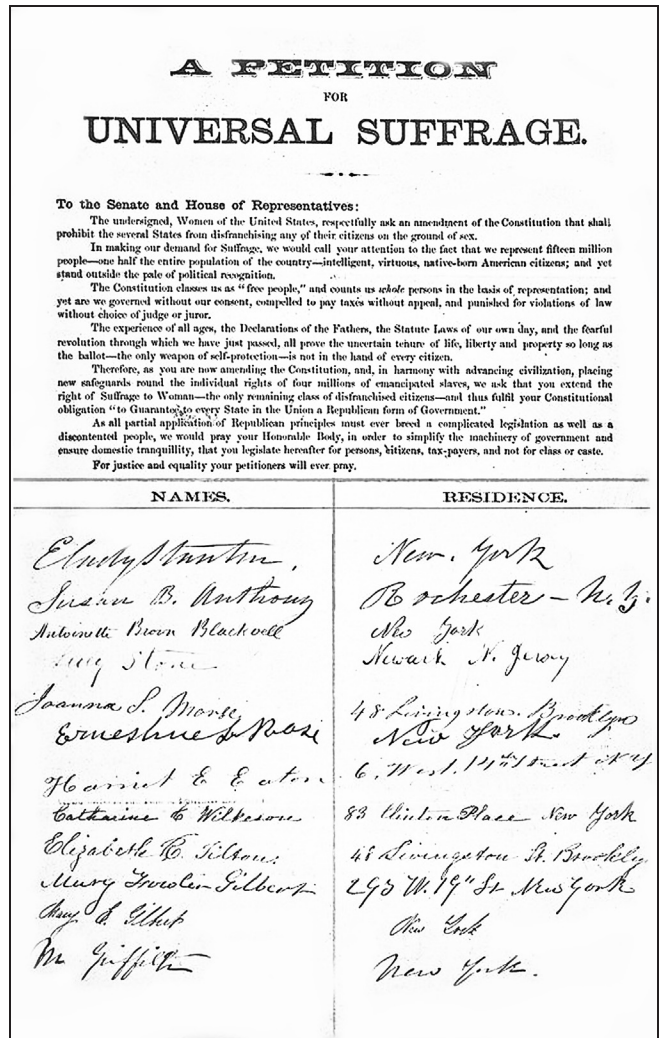 A PETITION
FOR
UNIVERSAL SUFFRAGE.
To the Senate and House of Representatives:
The undersigned, Women of the United States, respectfully ask an amendment of the Constitution that shall
prohibit the several States from disfranchising any of their citizens on the ground of sex.
In making our demand for Suffrage, we would call your attention to the fact that we represent fifteen million
people—one half the entire population of the country—intelligent, virtuous, native-born American citizens; and yet
stand outside the pale of political recognition.
The Constitution classes us as "free people," and counts us whole persons in the basis of representation; and
yet are we governed without our consent, compelled to pay taxes without appeal, and punished for violations of law
without choice of judge or juror.
The experience of all ages, the Declarations of the Fathers, the Statute Laws of our own day, and the fearful
revolution through which we have just passed, all prove the uncertain tenure of life, liberty and property so long as
the ballot—the only weapon of self-protection—is not in the hand of every citizen.
Therefore, as you are now amending the Constitution, and, in harmony with advancing civilization, placing
new safeguards round the individual rights of four millions of emancipated slaves, we ask that you extend the
right of Suffrage to Woman—the only remaining class of disfranchised citizens—and thus fulfil your Constitutional
obligation "to Guarantee to every State in the Union a Republican form of Government."
As all partial application of Republican principles must ever breed a complicated legislation as well as a
discontented people, we would pray your Honorable Body, in order to simplify the machinery of government and
ensure domestic tranquillity, that you legislate hereafter for persons, citizens, tax-payers, and not for class or caste.
For justice and equality your petitioners will ever pray.
NAMES. RESIDENCE.
E Cady Stanton, New York
Susan B. Anthony Rochester – N.Y.
Antoinette Brown Blackwell New York
Lucy Stone Newark N. Jersey
Joanna S. Morse 48 Livingston. Brooklyn
Ernestine L Rose New York.
Harriet E Eaton 6. West. 14th Street N.Y
Catharine C Wilkeson 83 Clinton Place New York
Elizabeth R. Tilton. 48 Livingston St. Brooklyn
Mary Fowler Gilbert 293 W. 19th St New York
Mary E. Gilbert New York
M Griffith New York.